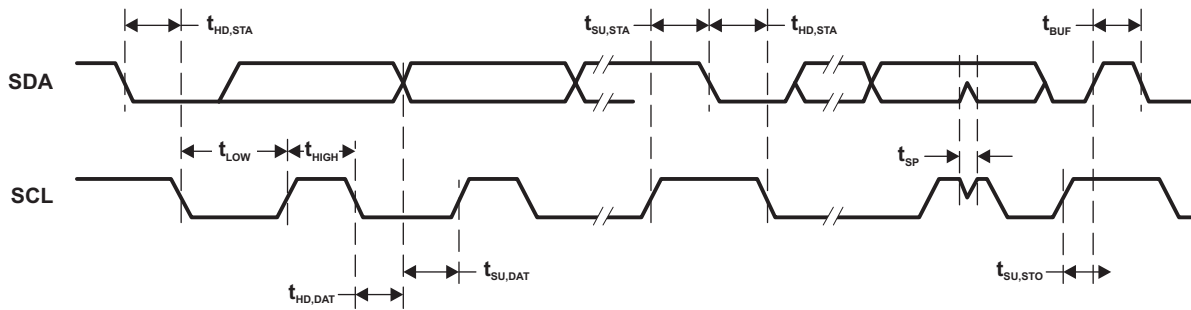 tHD,STA
tSU,STA
tHD,STA
tBUF
SDA
tLOW
tHIGH
tSP
SCL
tSU,DAT
tSU,STO
tHD,DAT